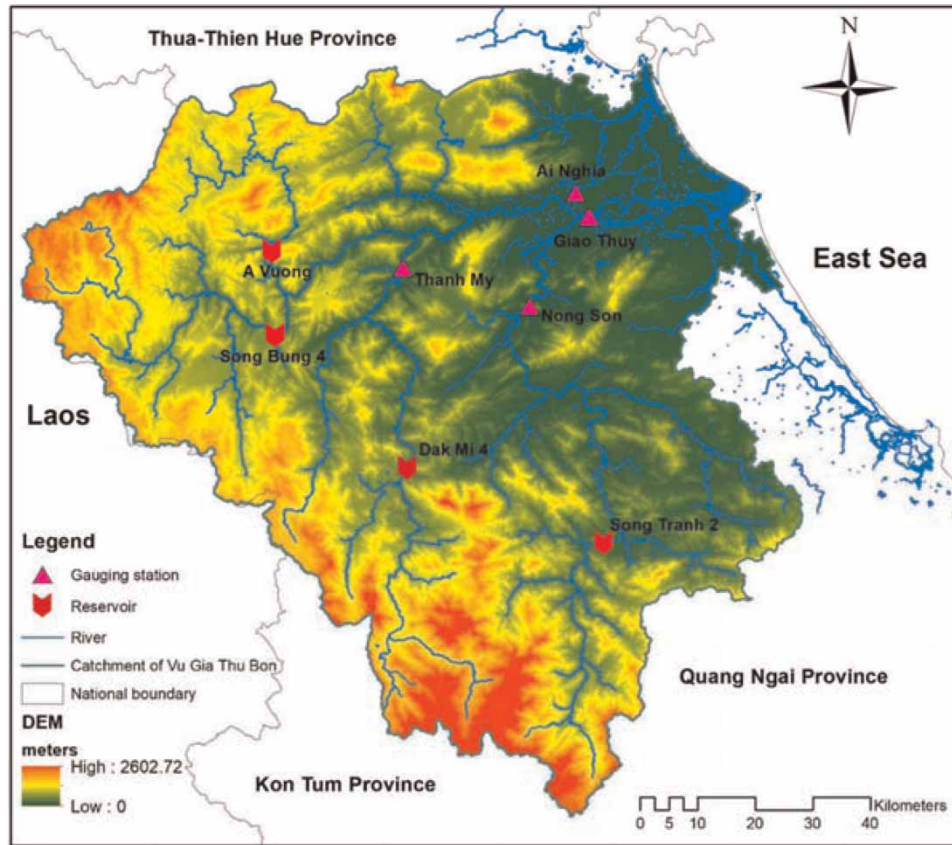 Thua-Thien Hue Province
N
Ai Nghia
Giao Thuy
East Sea
A Vuong
Thanh My
Nong Son
Song Bung 4
Laos
Dak Mi 4
Song Tranh 2
Legend
Gauging station
Reservoir
River
Catchment of Vu Gia Thu Bon
National boundary
DEM
meters
High : 2602.72
Low : 0
Quang Ngai Province
Kon Tum Province
Kilometers
0 5 10 20 30 40